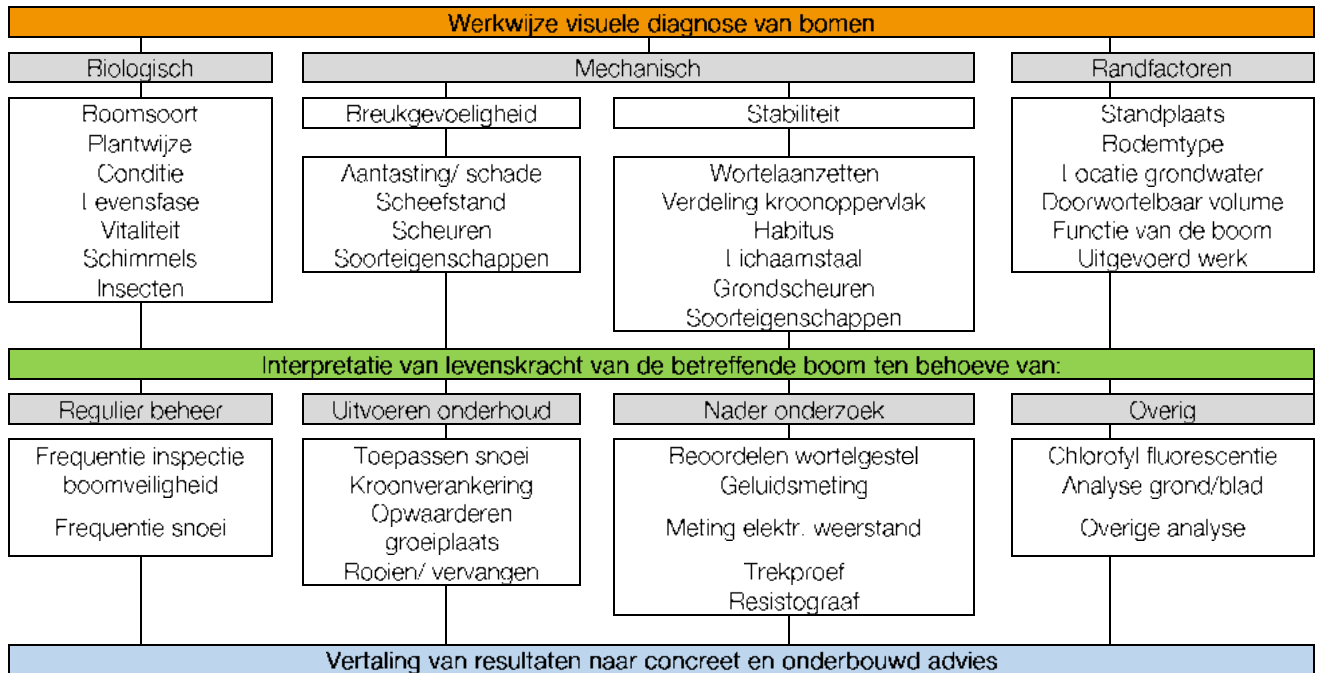 Werkwijze visuele diagnose van bomen
Biologisch
Mechanisch
Randfactoren
Boomsoort
Plantwijze
Conditie
Levensfase
Vitaliteit
Schimmels
Insecten
Breukgevoeligheid
Aantasting/ schade
Scheefstand
Scheuren
Soorteigenschappen
Stabiliteit
Wortelaanzetten
Verdeling kroonoppervlak
Habitus
Lichaamstaal
Grondscheuren
Soorteigenschappen
Standplaats
Bodemtype
Locatie grondwater
Doorwortelbaar volume
Functie van de boom
Uitgevoerd werk
Interpretatie van levenskracht van de betreffende boom ten behoeve van:
Regulier beheer
Uitvoeren onderhoud
Nader onderzoek
Overig
Frequentie inspectie
boomveiligheid
Frequentie snoei
Toepassen snoei
Kroonverankering
Opwaarderen
groeiplaats
Rooien/ vervangen
Beoordelen wortelgestel
Geluidsmeting
Meting elektr. weerstand
Trekproef
Resistograaf
Chlorofyl fluorescentie
Analyse grond/blad
Overige analyse
Vertaling van resultaten naar concreet en onderbouwd advies